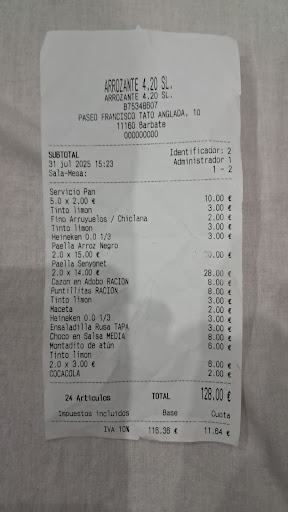 ARROZANTE 4.20 SL.
ARROZANTE 4.20 SL.
B75348607
PASEO FRANCISCO TATO ANGLADA, 10
11160 Barbate
000000000
SUBTOTAL Identificador: 2
31 jul 2025 15:23 Administrador 1
Sala-Mesa: 1 - 2
Servicio Pan
5.0 x 2.00 € 10.00 €
Tinto limon 3.00 €
Fino Arruyuelos / Chiclana 2.00 €
Tinto limon 3.00 €
Heineken 0.0 1/3 3.00 €
Paella Arroz Negro
2.0 x 15.00 € €
Paella Senyonet
2.0 x 14.00 € 28.00 €
Cazon en Adobo RACION 8.00 €
Puntillitas RACION 8.00 €
Tinto limon 3.00 €
Maceta 2.00 €
Heineken 0.0 1/3 3.00 €
Ensaladilla Rusa TAPA 3.00 €
Choco en Salsa MEDIA 8.00 €
Montadito de atún 6.00 €
Tinto limon
2.0 x 3.00 € 6.00 €
COCACOLA 2.00 €
24 Articulos TOTAL 128.00 €
Impuestos incluidos Base Cuota
IVA 10% 116.36 € 11.64 €